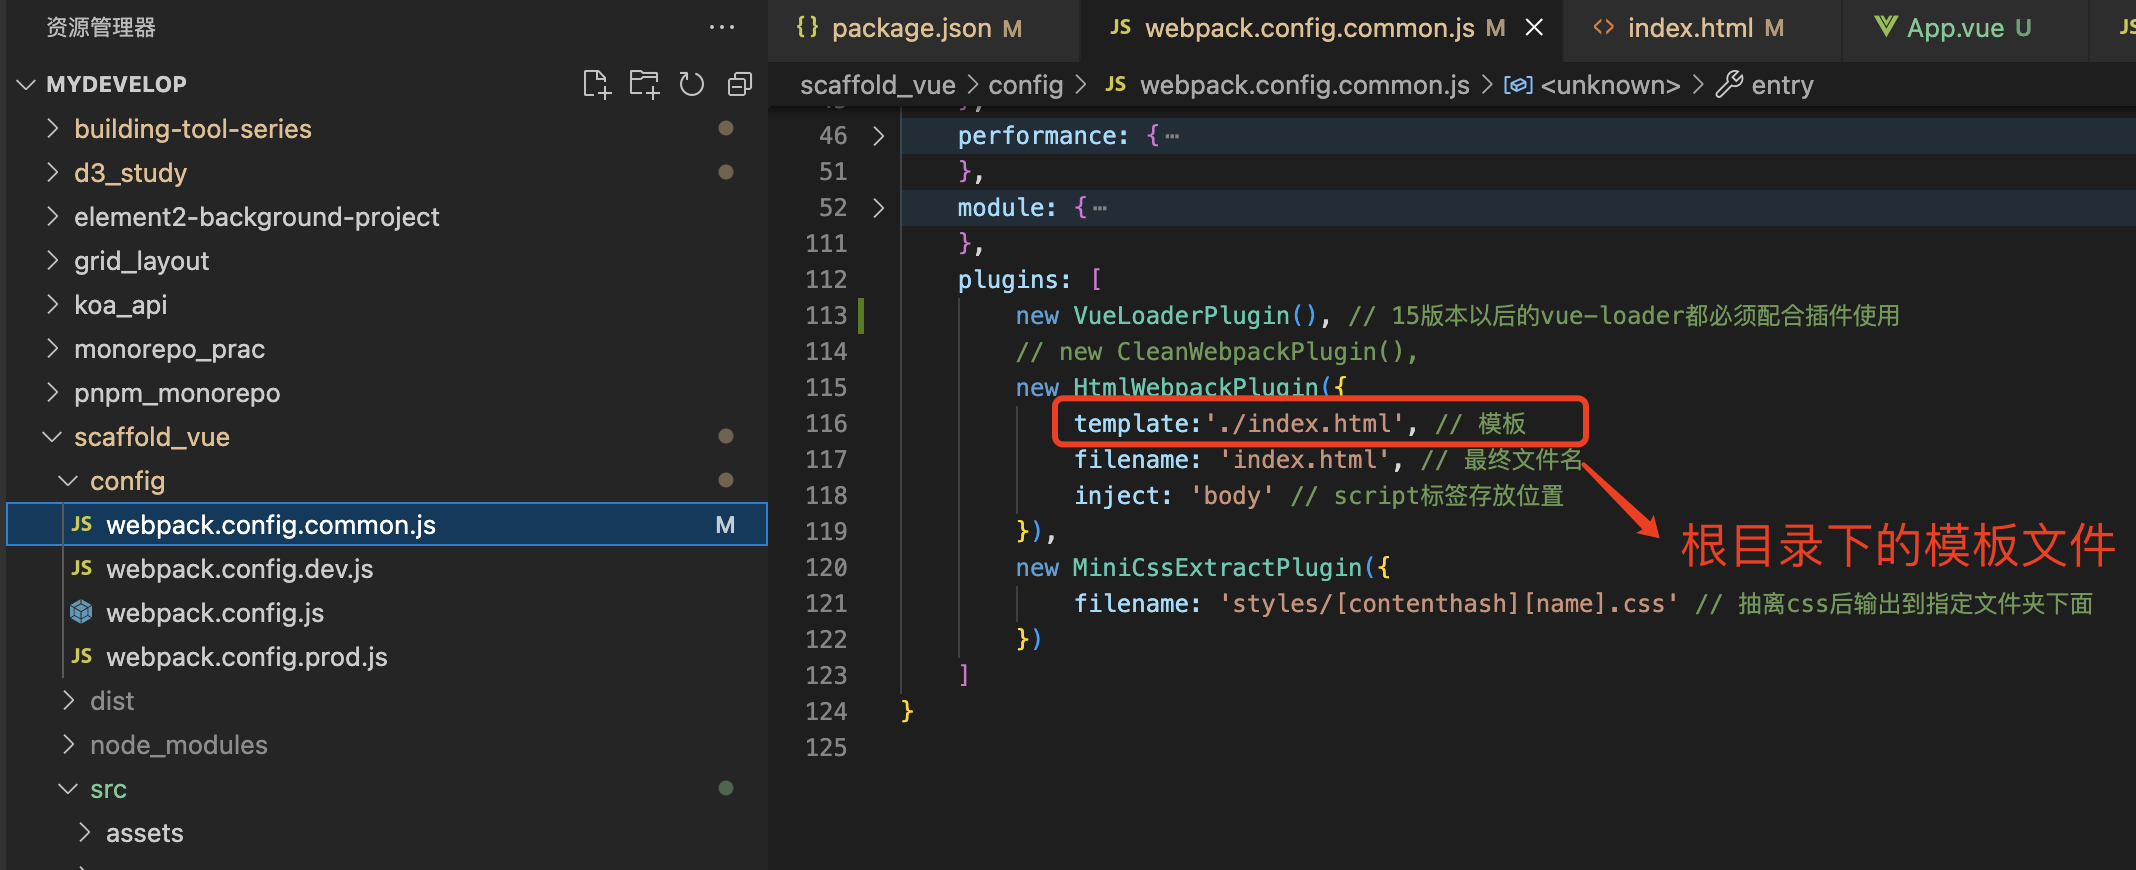 资源管理器
MYDEVELOP
building-tool-series
d3_study
element2-background-project
grid_layout
koa_api
monorepo_prac
pnpm_monorepo
scaffold_vue
config
JS webpack.config.common.js M
JS webpack.config.dev.js
webpack.config.js
JS webpack.config.prod.js
dist
node_modules
src
assets
{} package.json M JS webpack.config.common.js M <> index.html M App.vue U JS
scaffold_vue > config > JS webpack.config.common.js > <unknown> > entry
46 performance: {…
51 },
52 module: {…
111 },
112 plugins: [
113 new VueLoaderPlugin(), // 15版本以后的vue-loader都必须配合插件使用
114 // new CleanWebpackPlugin(),
115 new HtmlWebpackPlugin({
116 template:'./index.html', // 模板
117 filename: 'index.html', // 最终文件名
118 inject: 'body' // script标签存放位置
119 }),
120 new MiniCssExtractPlugin({
121 filename: 'styles/[contenthash][name].css' // 抽离css后输出到指定文件夹下面
122 })
123 ]
124 }
125
根目录下的模板文件